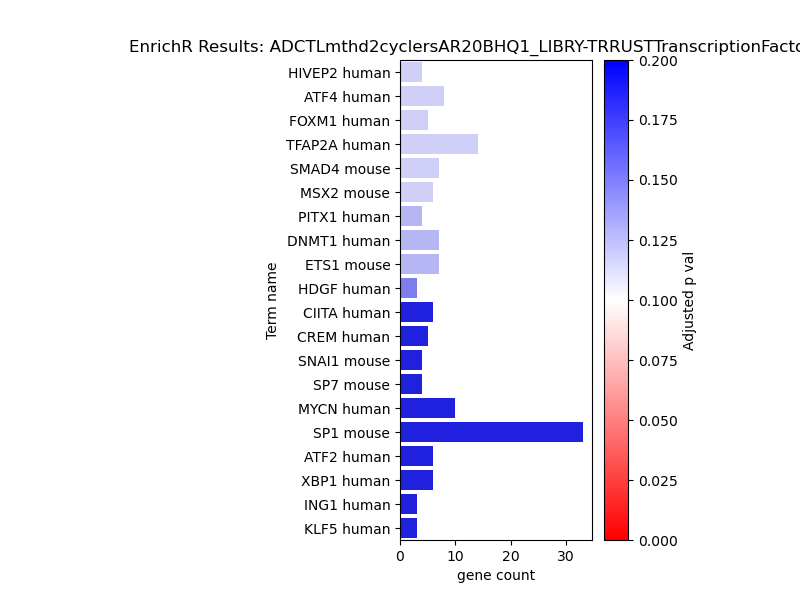 EnrichR Results: ADCTLmthd2cyclersAR20BHQ1_LIBRY-TRRUSTTranscriptionFacto
HIVEP2 human
ATF4 human
FOXM1 human
TFAP2A human
SMAD4 mouse
MSX2 mouse
PITX1 human
DNMT1 human
ETS1 mouse
HDGF human
CIITA human
CREM human
SNAI1 mouse
SP7 mouse
MYCN human
SP1 mouse
ATF2 human
XBP1 human
ING1 human
KLF5 human
Term name
0 10 20 30
gene count
0.200
0.175
0.150
0.125
0.100
0.075
0.050
0.025
0.000
Adjusted p val